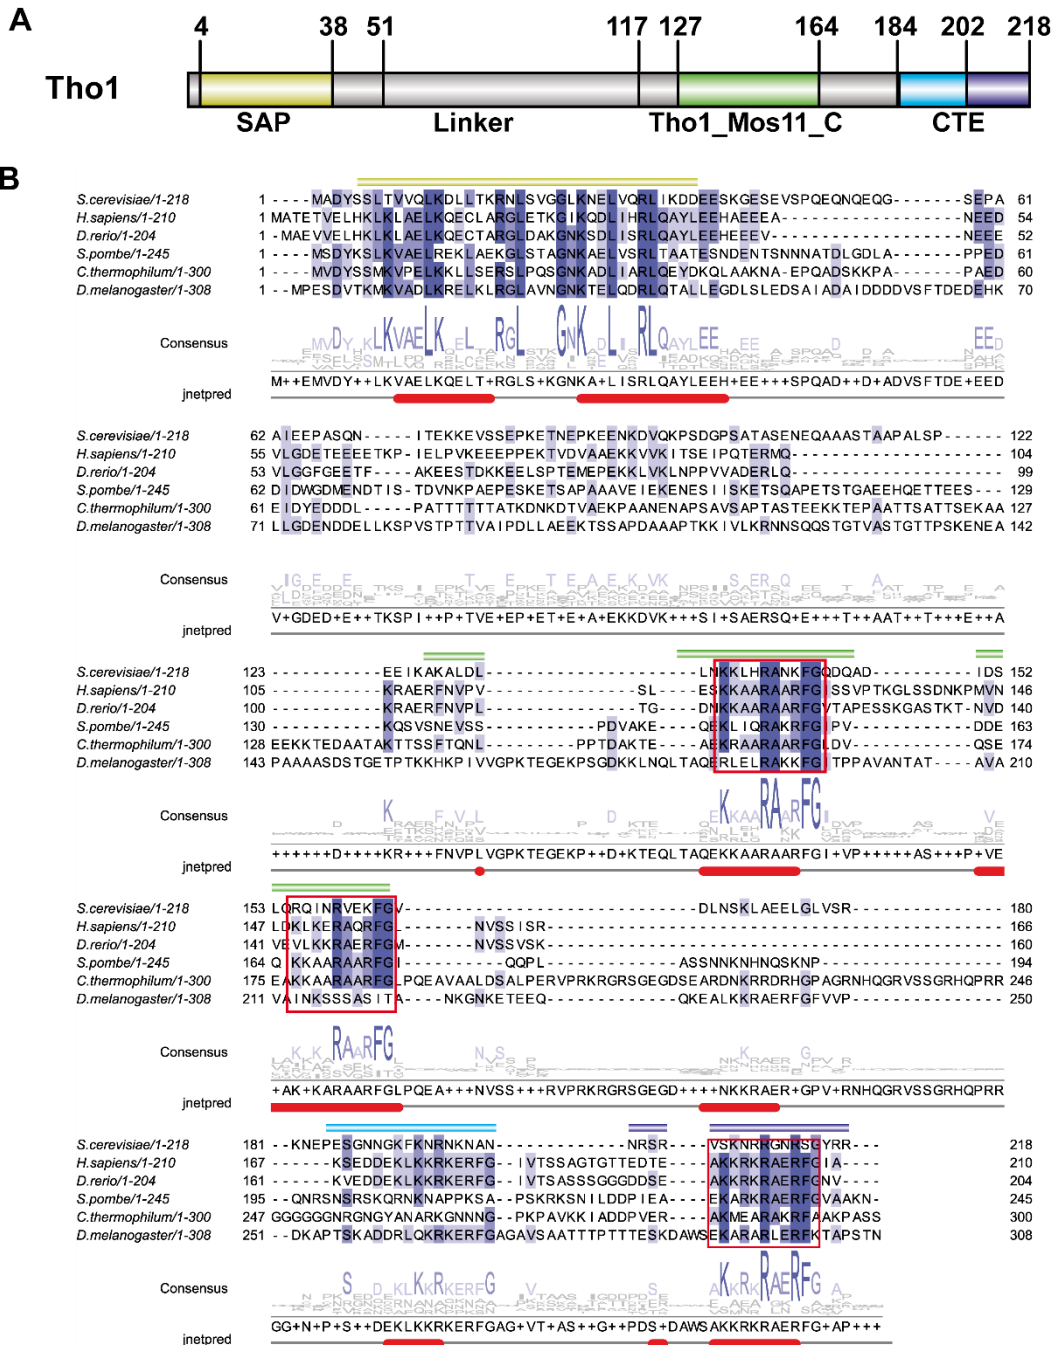 A
4 38 51 117 127 164 184 202 218
Tho1
SAP Linker Tho1_Mos11_C CTE
B
S.cerevisiae/1-218 1 ----MADYSSLTVVQLKDLLTKRNLSVGGLKNELVQRLIKDDEESKGESEVSPQEQNQEQG-----SEPA 61
H.sapiens/1-210 1 MATETVELHKLKLAELKQECLARGLETKGIKQDLIHRLQAYLEEHAEEEA------------NEED 54
D.rerio/1-204 1 -MAEVVELHKLKLAELKQECTARGLDAKGNKSDLISRLQAYLEEHEEEV-------------NEEE 52
S.pombe/1-245 1 ----MSDYKSLKVAELREKLAEKGLSTAGNKAELVSRLTAATESNDENTSNNNATDLGDLA---PPED 61
C.thermophilum/1-300 1 ----MVDYSSMKVPELKKLLSERSLPQSGNKADLIARLQEYDKQLAAKNA-EPQADSKKPA----PAED 60
D.melanogaster/1-308 1 --MPESDVTKMKVADLKRELKLRGLAVNGNKTELQDRLQTALLEGDLSLEDSAIADAIDDDDVSFTDEDEHK 70
Consensus
M++EMVDY++LKVAELKQELT+RGLS+KGNKA+LISRLQAYLEEH+EE+++SPQAD++D+ADVSFTDE+EED
jnetpred
S.cerevisiae/1-218 62 AIEEPASQN-----ITEKKEVSSEPKETNEPKEENKDVQKPSDGPSATASENEQAAASTAAPALSP------ 122
H.sapiens/1-210 55 VLGDETEEEETKP-IELPVKEEEPPEKTVDVAAEKKVVKITSEIPQTERMQ--------------------- 104
D.rerio/1-204 53 VLGGFGEETF----AKEESTDKKEELSPTEMEPEKKLVKLNPPVVADERLQ--------------------- 99
S.pombe/1-245 62 DIDWGDMENDTIS-TDVNKPAEPESKETSAPAAAVEIEKENESIISKETSQAPETSTGAEEHQETTEES--- 129
C.thermophilum/1-300 61 EIDYEDDDL-----PATTTTTTATKDNKDTVAEKPAANENAPSAVSAPTASTEEKKTEPAATTSATTSEKAA 127
D.melanogaster/1-308 71 LLGDENDDELLKSPVSTPTTVAIPDLLAEEKTSSAPDAAAPTKKIVLKRNNSQQSTGTVASTGTTPSKENEA 142
Consensus
V+GDED+E++TKSPI++P+TVE+EP+ET+E+A+EKKDVK+++SI+SAERSQ+E+++T++AAT++T+++E++A
jnetpred
S.cerevisiae/1-218 123 EEIKAKALDL LNKKLHRANKFGQDQAD IDS 152
H.sapiens/1-210 105 KRAERFNVPV SL---ESKKAARAARFGISSVPTKGLSSDNKPMVN 146
D.rerio/1-204 100 KRAERFNVPL TG---DNKKAARAARFGVTAPESSKGASTKT-NVD 140
S.pombe/1-245 130 KQSVSNEVSS PDVAKE--QEKLIQRAKRFGIPV DDE 163
C.thermophilum/1-300 128 EEKKTEDAATAKTTSSFTQNL PPTDAKTE--AEKRAARAARFGLDV QSE 174
D.melanogaster/1-308 143 PAAAASDSTGETPTKKHKPIVVGPKTEGEKPSGDKKLNQLTAQERLELRAKKFGITPPAVANTAT----AVA 210
Consensus
++++++D++++KR+++FNVPLVGPKTEGEKP++D+KTEQLTAQEKKAARAARFGI+VP+++++AS+++P+VE
jnetpred
S.cerevisiae/1-218 153 LQRQINRVEKFGV DLNSKLAEELGLVSR 180
H.sapiens/1-210 147 LDKLKERAQRFGL NVSSISR 166
D.rerio/1-204 141 VEVLKKRAERFGM NVSSVSK 160
S.pombe/1-245 164 Q KKAARAARFGI QQPL ASSNNKNHNQSKNP 194
C.thermophilum/1-300 175 EAKKAARAARFGLPQEAVAALDSALPERVPRKRGRSGEGDSEARDNKRRDRHGPAGRNHQGRVSSGRHQPRR 246
D.melanogaster/1-308 211 VAINKSSSASITA----NKGNKETEEQ QKEALKKRAERFGFVVP 250
Consensus
+AK+KARAARFGLPQEA+++NVSS+++RVPRKRGRSGEGD++++NKKRAER+GPV+RNHQGRVSSGRHQPRR
jnetpred
S.cerevisiae/1-218 181 --KNEPESGNNGKFKNRNKNAN NRSR----VSKNRRGNRSGYRR-- 218
H.sapiens/1-210 167 ------KSEDDEKLKKRKERFG--IVTSSAGTGTTEDTE----AKKRKRAERFGIA--- 210
D.rerio/1-204 161 ------KVEDDEKLKKRKERFG--IVTSSASSSGGGGDDSE----AKKRKRAERFGNV--- 204
S.pombe/1-245 195 --QNRSNSRSKQRNKNAPPKSA--PSKRKSNILDDPIEA----EKARKRAERFGVAAKN- 245
C.thermophilum/1-300 247 GGGGGGNRGNGYANARKGNNNG--PKPAVKKIADDPVER----AKMEARAKRFAAKPASS 300
D.melanogaster/1-308 251 --DKAPTSKADDRLQKRKERFGAGAVSAATTTPTTTESKDAWSEKARARLERFKTAPSTN 308
Consensus
GG+N+P+S++DEKLKKRKERFGAG+VT+AS++G++PDS+DAWSAKKRKRAERFG+AP+++
jnetpred